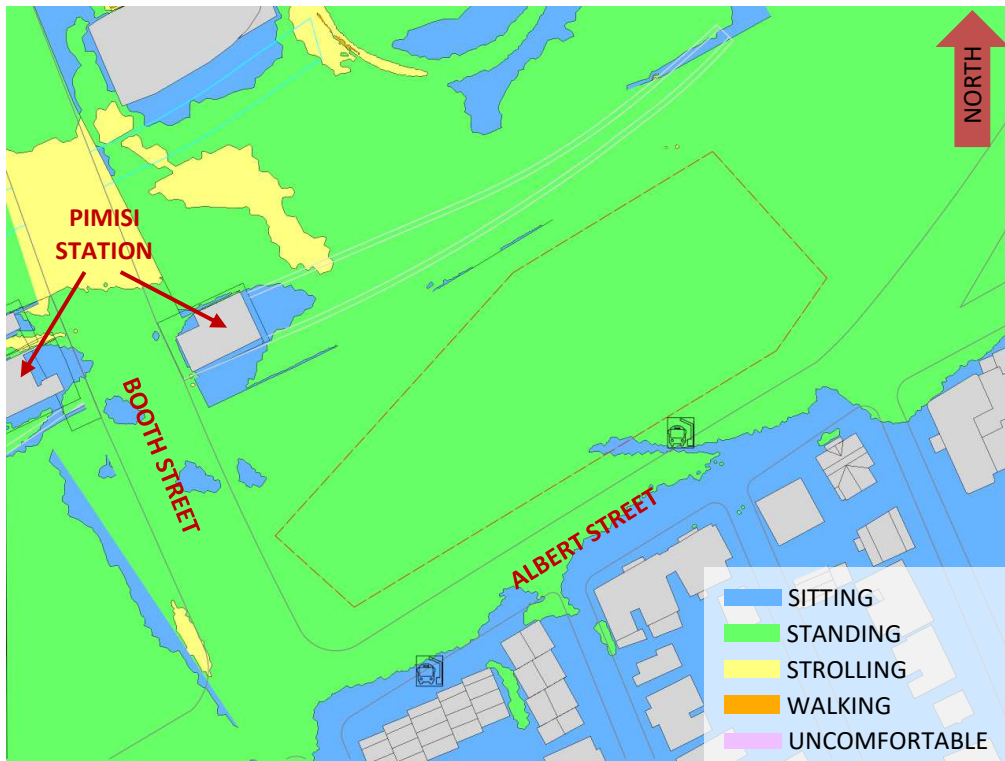 NORTH
PIMISI
STATION
BOOTH STREET
ALBERT STREET
SITTING
STANDING
STROLLING
WALKING
UNCOMFORTABLE